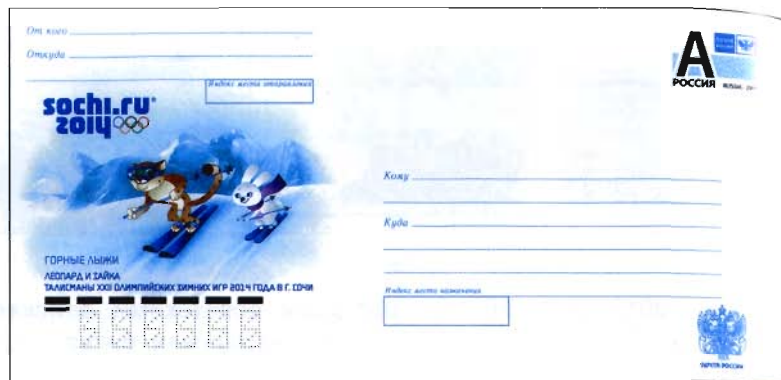 От кого
Откуда
Индекс места отправления
sochi.ru
2014
ГОРНЫЕ ЛЫЖИ
ЛЕОПАРД И ЗАЙКА
ТАЛИСМАНЫ XXII ОЛИМПИЙСКИХ ЗИМНИХ ИГР 2014 ГОДА В Г. СОЧИ
А
РОССИЯ
Кому
Куда
Индекс места назначения
ПОЧТА РОССИИ